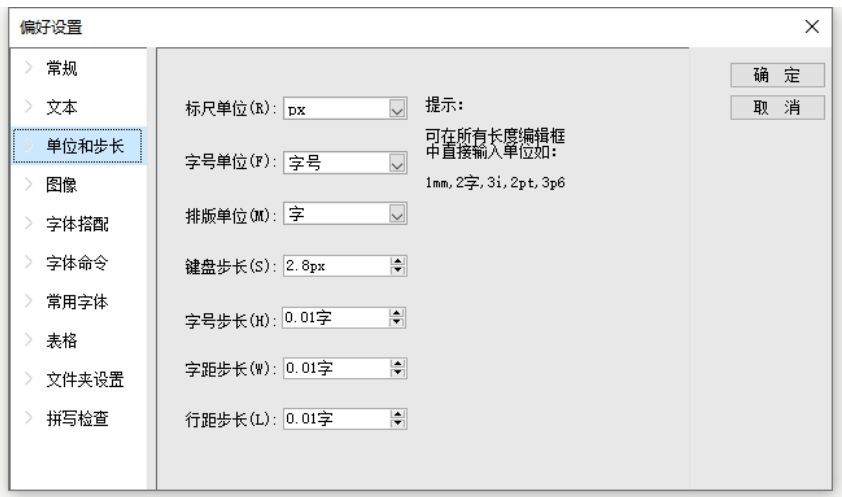 偏好设置
常规
文本
单位和步长
图像
字体搭配
字体命令
常用字体
表格
文件夹设置
拼写检查
标尺单位(R): px
字号单位(F): 字号
排版单位(M): 字
键盘步长(S): 2.8px
字号步长(H): 0.01字
字距步长(W): 0.01字
行距步长(L): 0.01字
提示:
可在所有长度编辑框
中直接输入单位如:
1mm,2字,3i,2pt,3p6
确 定
取 消